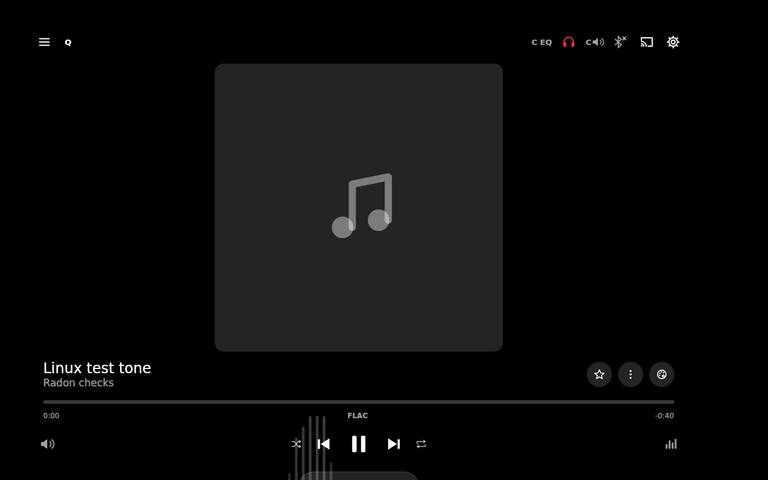 Q
C EQ
C
Linux test tone
Radon checks
0:00
FLAC
-0:40